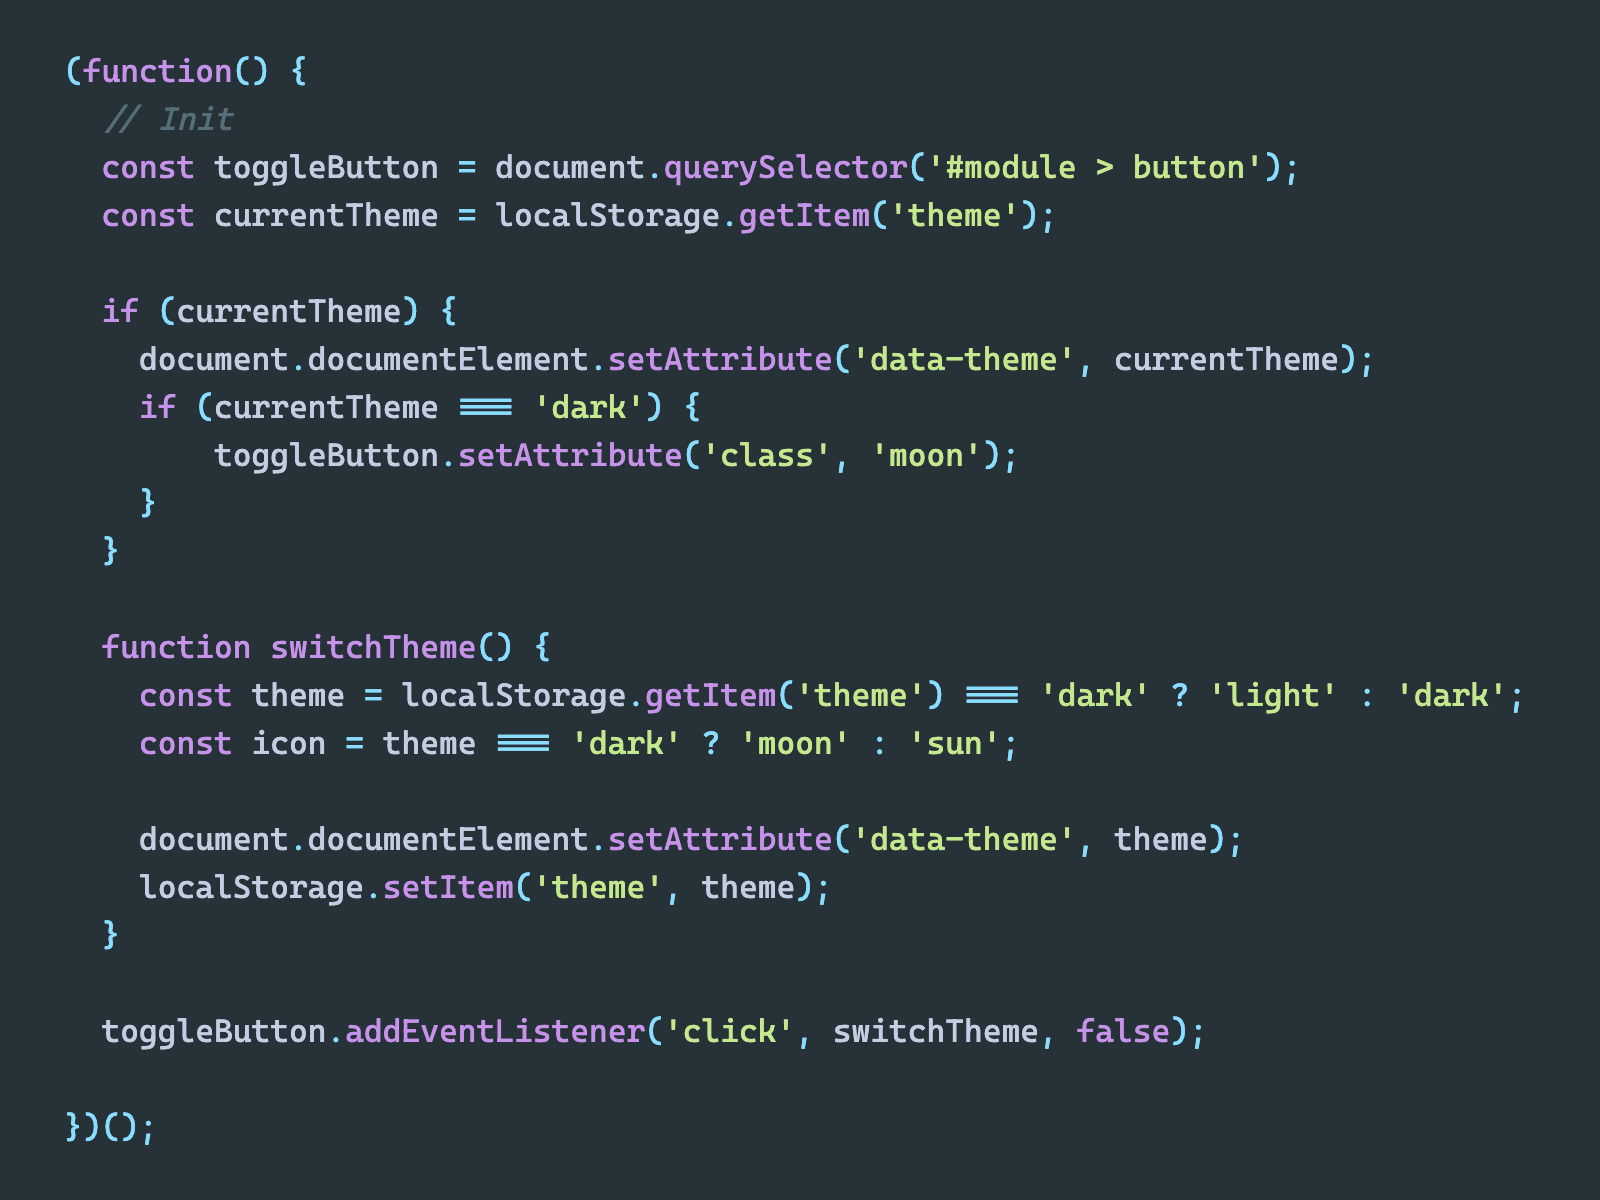 (function() {
  // Init
  const toggleButton = document.querySelector('#module > button');
  const currentTheme = localStorage.getItem('theme');

  if (currentTheme) {
    document.documentElement.setAttribute('data-theme', currentTheme);
    if (currentTheme === 'dark') {
        toggleButton.setAttribute('class', 'moon');
    }
  }

  function switchTheme() {
    const theme = localStorage.getItem('theme') === 'dark' ? 'light' : 'dark';
    const icon = theme === 'dark' ? 'moon' : 'sun';

    document.documentElement.setAttribute('data-theme', theme);
    localStorage.setItem('theme', theme);
  }

  toggleButton.addEventListener('click', switchTheme, false);

})();